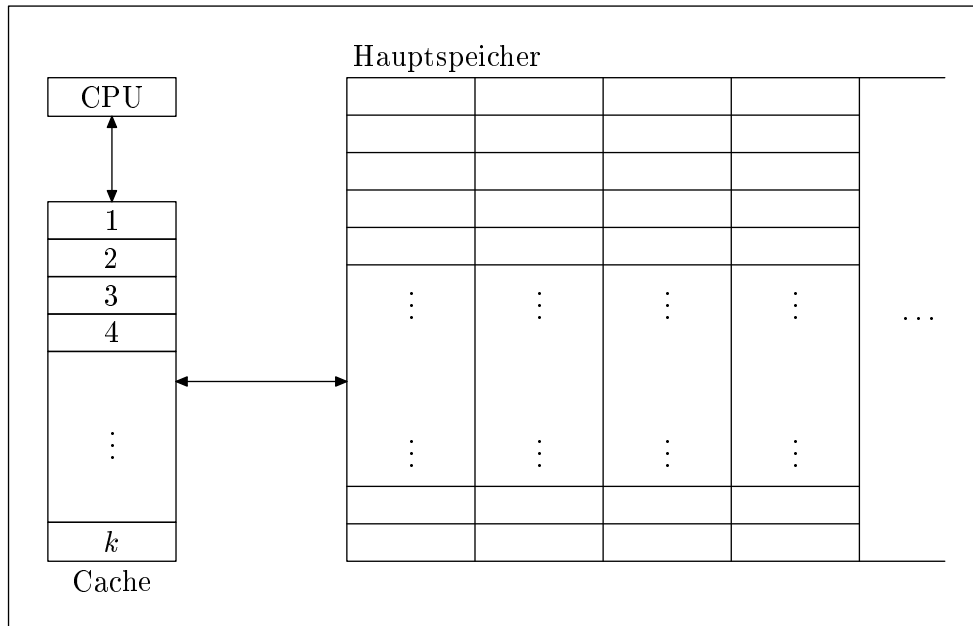 Hauptspeicher
CPU
1
2
3
4
⋮
⋮ ⋮ ⋮ ⋮ ...
⋮ ⋮ ⋮ ⋮
k
Cache